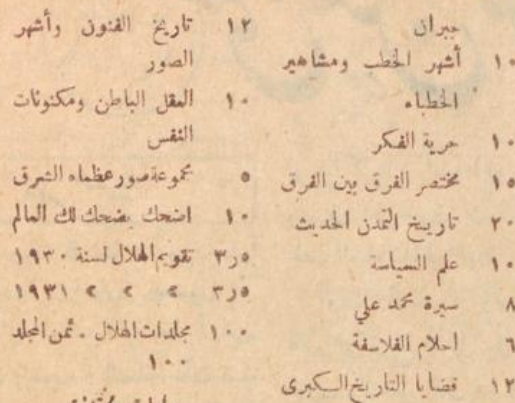 جبران
١٠ أشهر الخطب ومشاهير
الخطباء
١٠ حرية الفكر
١٥ مختصر الفرق بين الفرق
٢٠ تاريخ التمدن الحديث
١٠ علم السياسة
٨ سيرة محمد علي
٦ احلام الفلاسفة
١٢ قضايا التاريخ الكبرى
١٢ تاريخ الفنون وأشهر
الصور
١٠ العقل الباطن ومكنونات
النفس
٥ مجموعة صور عظماء الشرق
١٠ اضحك يضحك لك العالم
٣٫٥ تقويم الهلال لسنة ١٩٣٠
٣٫٥ » » » ١٩٣١
١٠٠ مجلدات الهلال . ثمن المجلد
١٠٠